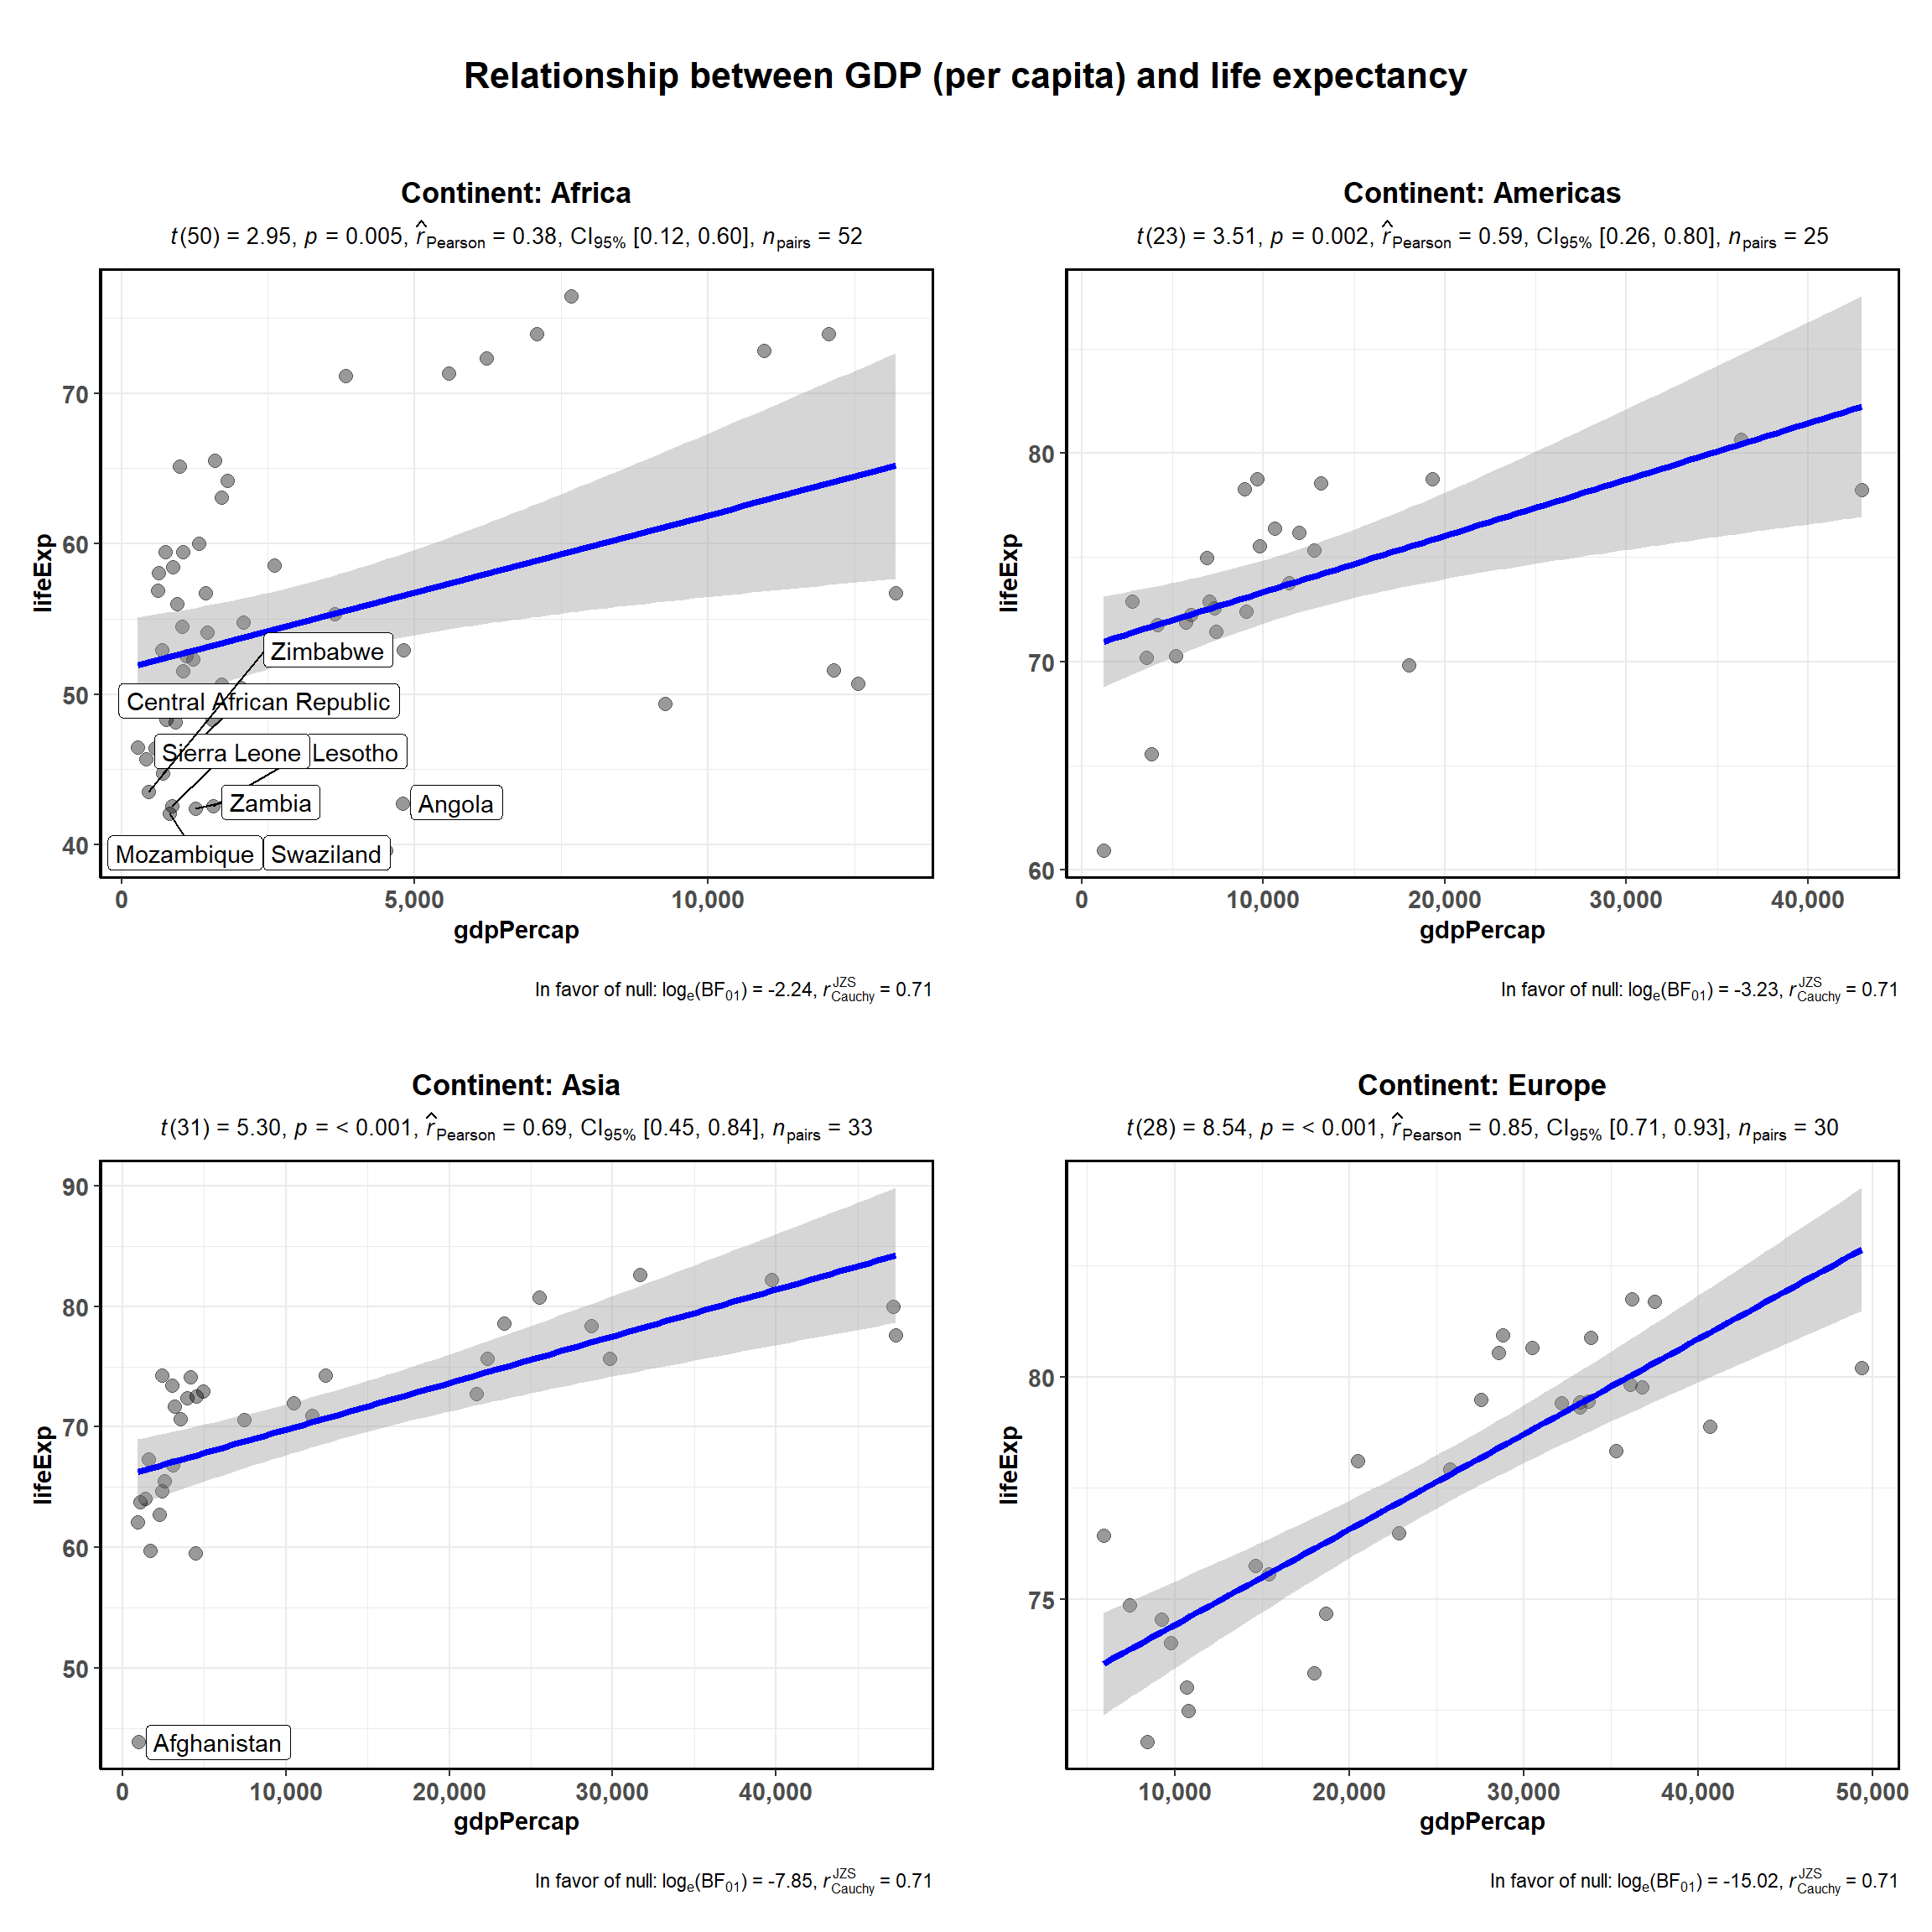 Relationship between GDP (per capita) and life expectancy
Continent: Africa
t(50) = 2.95, p = 0.005, r̂Pearson = 0.38, CI95% [0.12, 0.60], npairs = 52
lifeExp
70
60
50
40
Zimbabwe
Central African Republic
Sierra Leone
Lesotho
Zambia
Angola
Mozambique
Swaziland
0 5,000 10,000
gdpPercap
In favor of null: loge(BF01) = -2.24, rJZSCauchy = 0.71
Continent: Americas
t(23) = 3.51, p = 0.002, r̂Pearson = 0.59, CI95% [0.26, 0.80], npairs = 25
lifeExp
80
70
60
0 10,000 20,000 30,000 40,000
gdpPercap
In favor of null: loge(BF01) = -3.23, rJZSCauchy = 0.71
Continent: Asia
t(31) = 5.30, p = < 0.001, r̂Pearson = 0.69, CI95% [0.45, 0.84], npairs = 33
lifeExp
90
80
70
60
50
Afghanistan
0 10,000 20,000 30,000 40,000
gdpPercap
In favor of null: loge(BF01) = -7.85, rJZSCauchy = 0.71
Continent: Europe
t(28) = 8.54, p = < 0.001, r̂Pearson = 0.85, CI95% [0.71, 0.93], npairs = 30
lifeExp
80
75
10,000 20,000 30,000 40,000 50,000
gdpPercap
In favor of null: loge(BF01) = -15.02, rJZSCauchy = 0.71